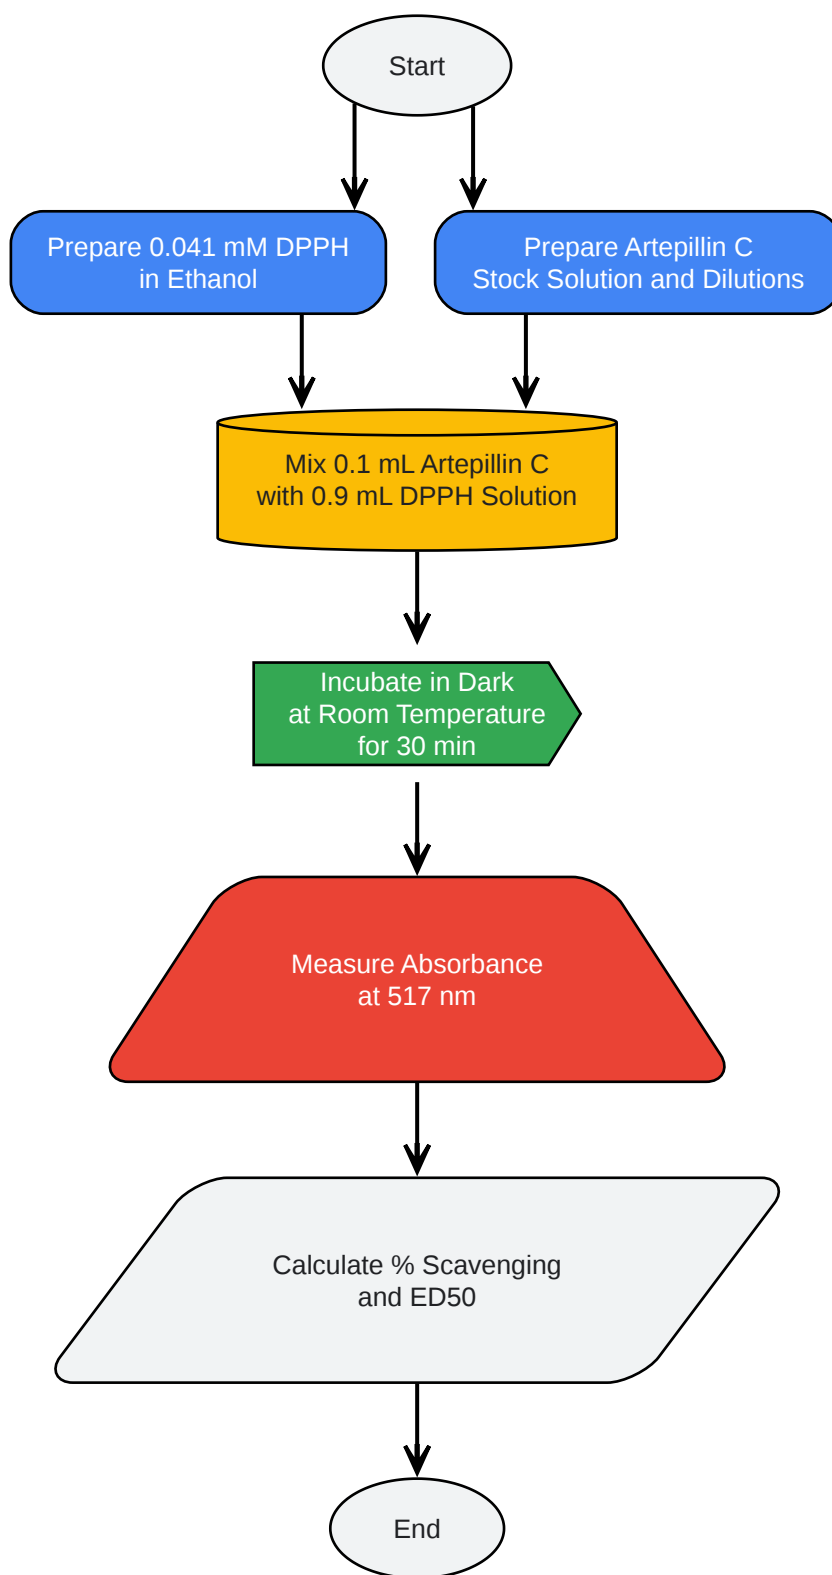 Start
Prepare 0.041 mM DPPH
in Ethanol
Prepare Artepillin C
Stock Solution and Dilutions
Mix 0.1 mL Artepillin C
with 0.9 mL DPPH Solution
Incubate in Dark
at Room Temperature
for 30 min
Measure Absorbance
at 517 nm
Calculate % Scavenging
and ED50
End